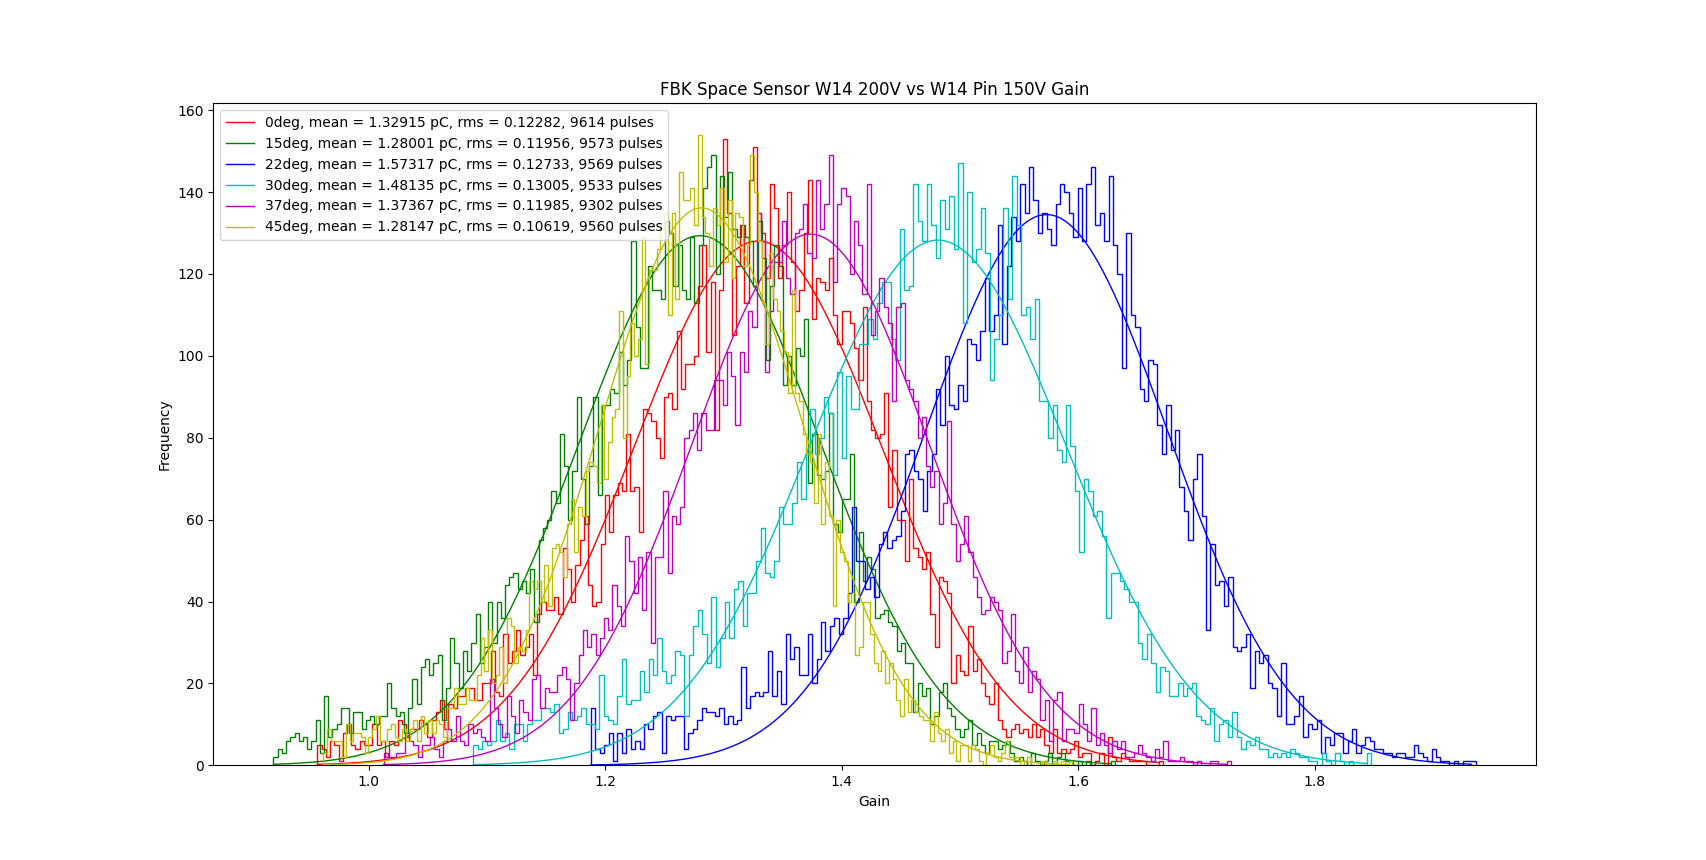 FBK Space Sensor W14 200V vs W14 Pin 150V Gain
0deg, mean = 1.32915 pC, rms = 0.12282, 9614 pulses
15deg, mean = 1.28001 pC, rms = 0.11956, 9573 pulses
22deg, mean = 1.57317 pC, rms = 0.12733, 9569 pulses
30deg, mean = 1.48135 pC, rms = 0.13005, 9533 pulses
37deg, mean = 1.37367 pC, rms = 0.11985, 9302 pulses
45deg, mean = 1.28147 pC, rms = 0.10619, 9560 pulses
160
140
120
100
80
60
40
20
0
Frequency
1.0 1.2 1.4 1.6 1.8
Gain